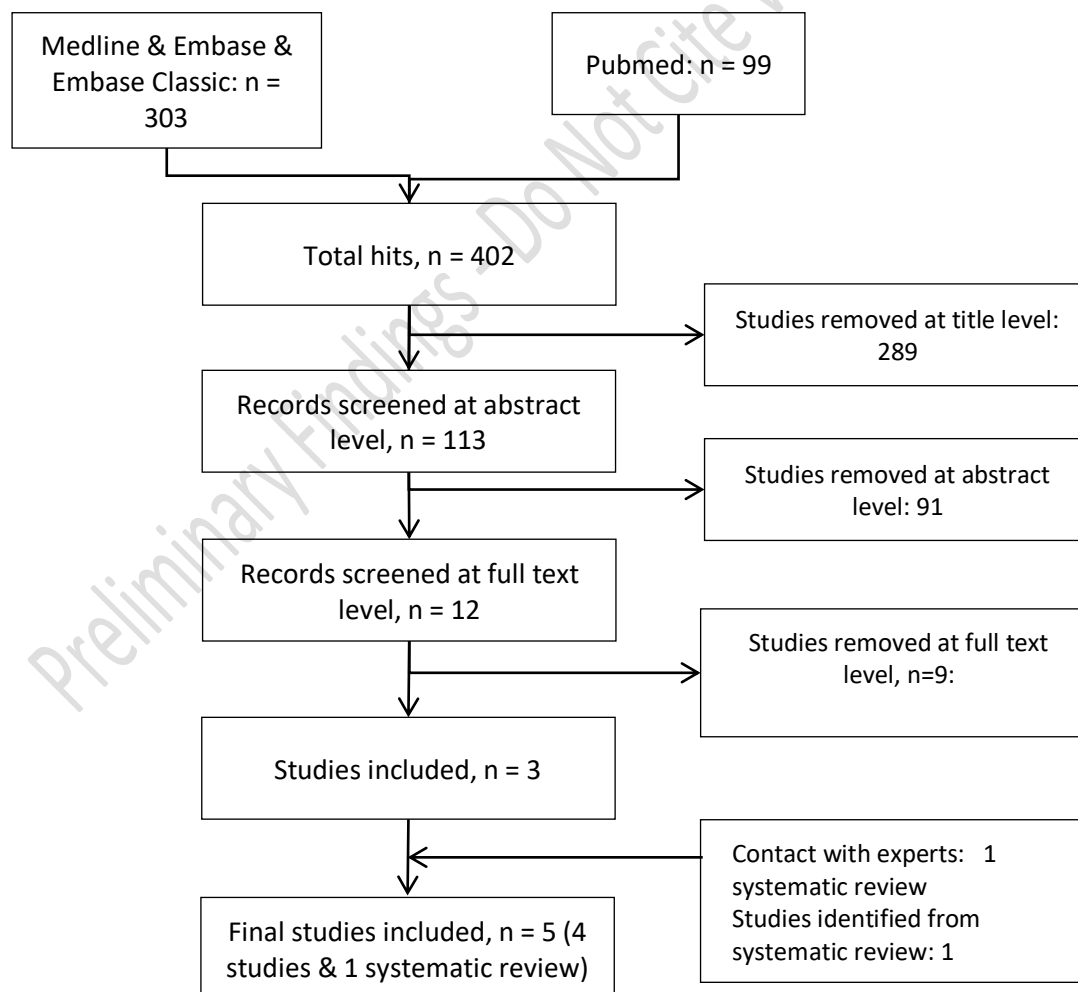 Medline & Embase &
Embase Classic: n =
303
Pubmed: n = 99
Total hits, n = 402
Studies removed at title level:
289
Records screened at abstract
level, n = 113
Studies removed at abstract
level: 91
Records screened at full text
level, n = 12
Studies removed at full text
level, n=9:
Studies included, n = 3
Contact with experts: 1
systematic review
Studies identified from
systematic review: 1
Final studies included, n = 5 (4
studies & 1 systematic review)
Preliminary Findings - Do Not Cite